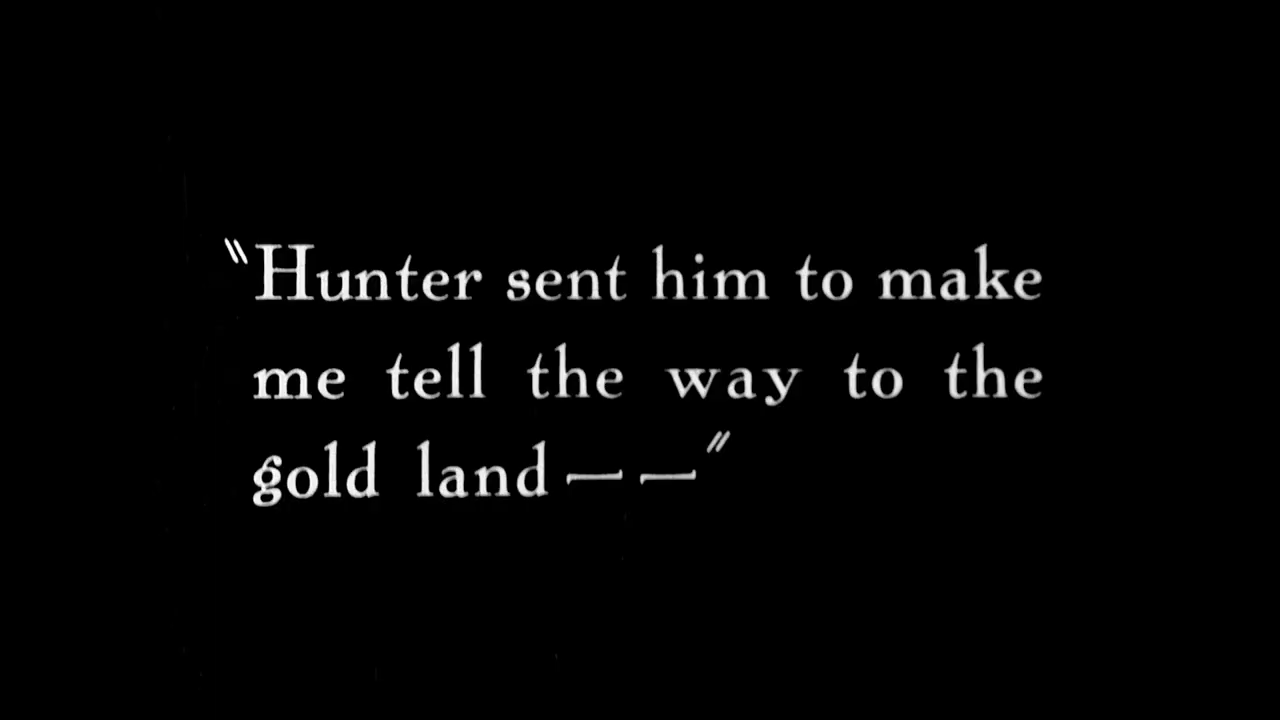 "Hunter sent him to make
me tell the way to the
gold land — —"